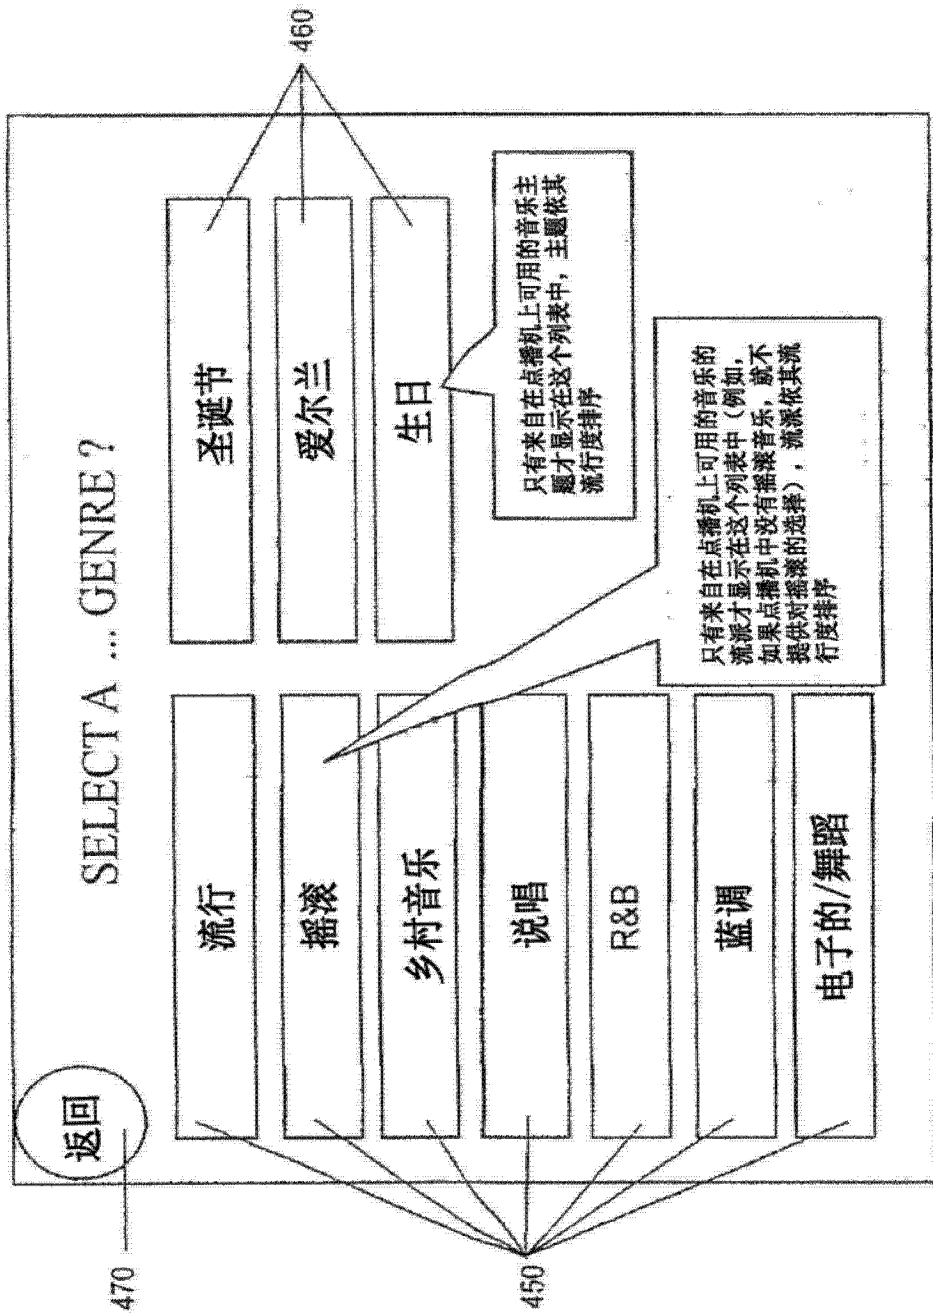 470
返回
SELECT A ... GENRE ?
流行
摇滚
乡村音乐
说唱
R&B
蓝调
电子的/舞蹈
450
圣诞节
爱尔兰
生日
460
只有来自在点播机上可用的音乐主
题才显示在这个列表中，主题依其
流行度排序
只有来自在点播机上可用的音乐的
流派才显示在这个列表中（例如，
如果点播机中没有摇滚音乐，就不
提供对摇滚的选择），流派依其流
行度排序